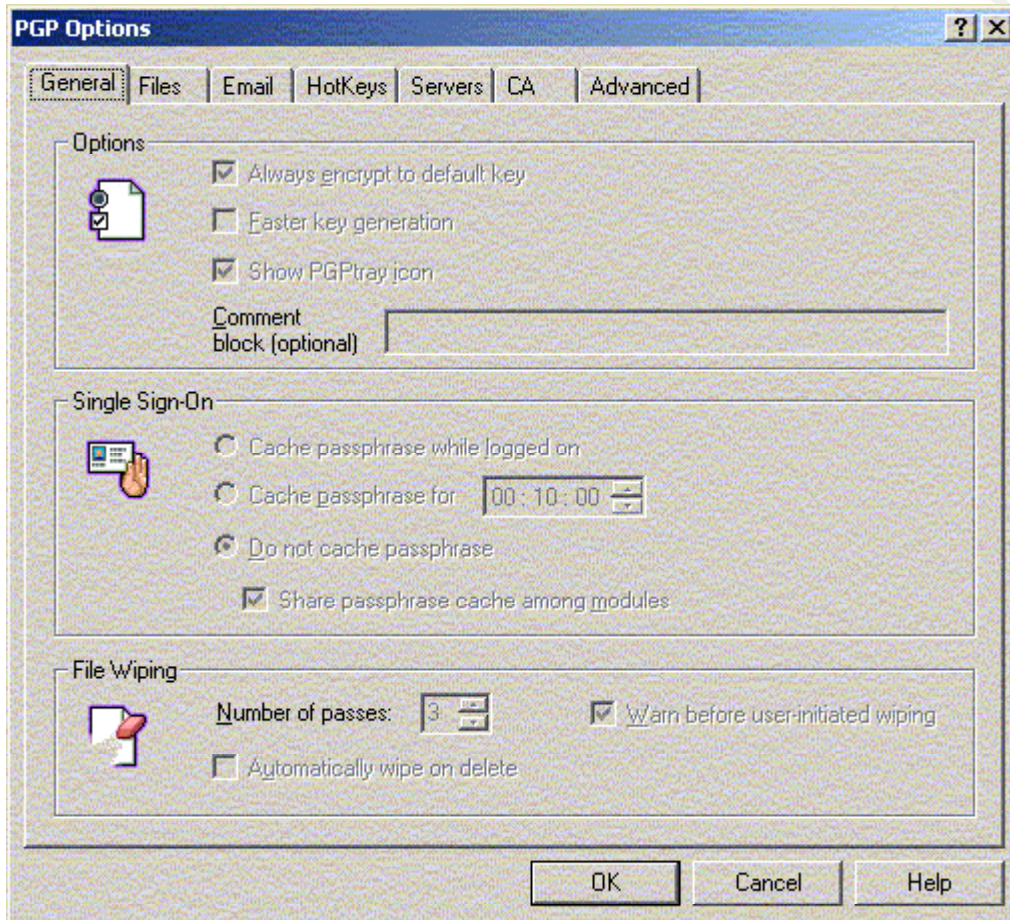 PGP Options
General Files Email HotKeys Servers CA Advanced
Options
Always encrypt to default key
Faster key generation
Show PGPtray icon
Comment
block (optional)
Single Sign-On
Cache passphrase while logged on
Cache passphrase for 00:10:00
Do not cache passphrase
Share passphrase cache among modules
File Wiping
Number of passes: 3 Warn before user-initiated wiping
Automatically wipe on delete
OK Cancel Help